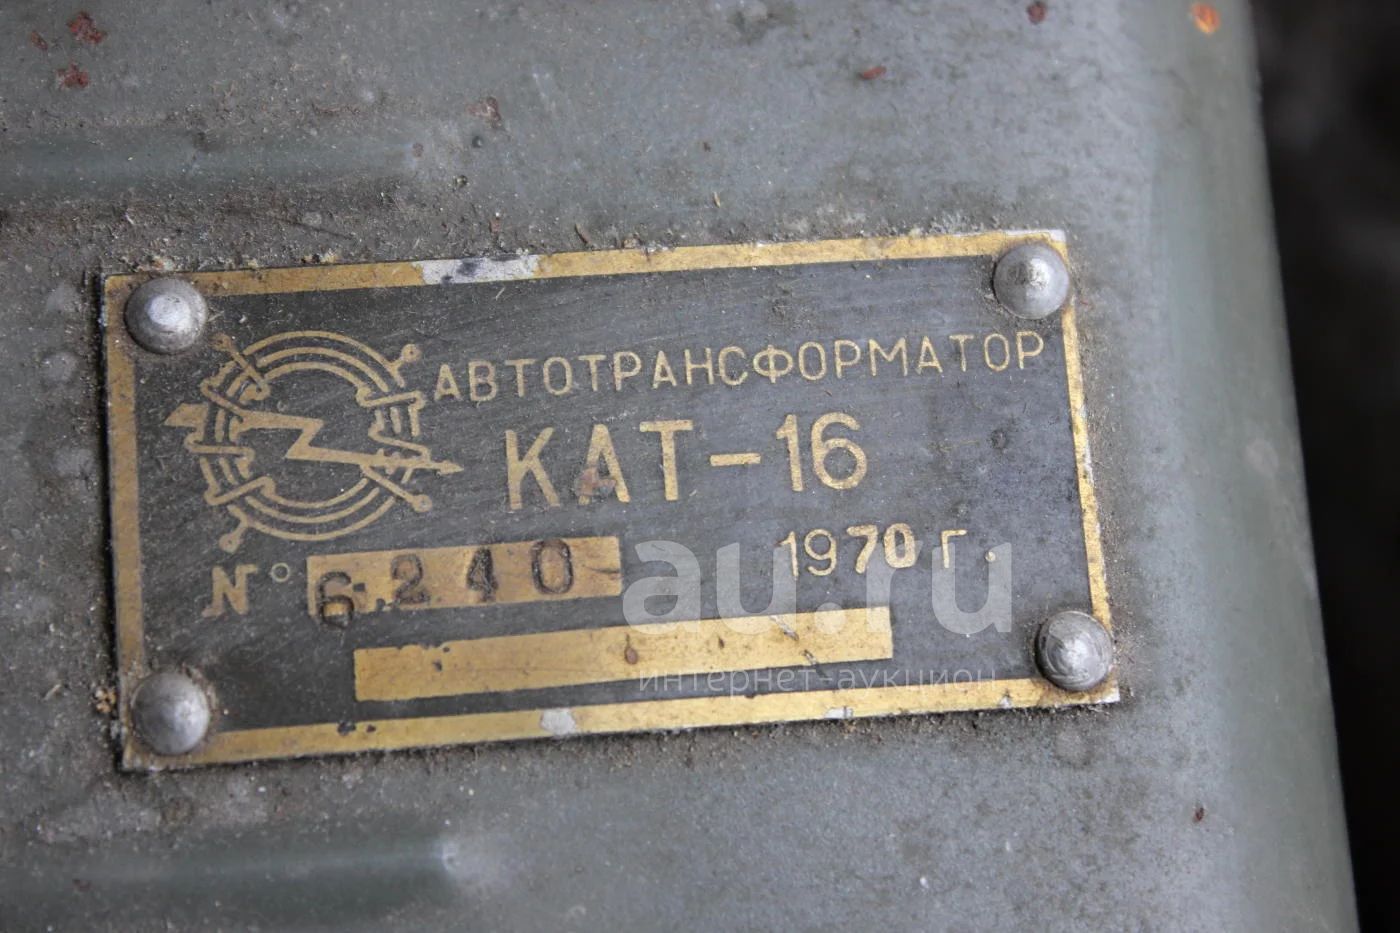 АВТОТРАНСФОРМАТОР
КАТ-16
1970 г.
№ 6240
au.ru
интернет-аукцион